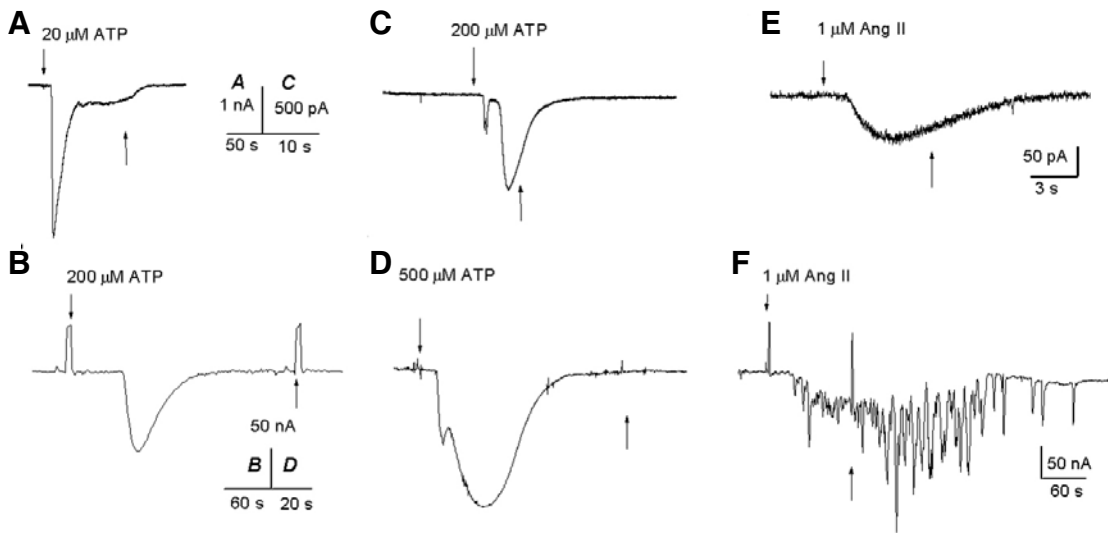 A
20 µM ATP
A
C
1 nA
500 pA
50 s
10 s
C
200 µM ATP
E
1 µM Ang II
50 pA
3 s
B
200 µM ATP
50 nA
B
D
60 s
20 s
D
500 µM ATP
F
1 µM Ang II
50 nA
60 s